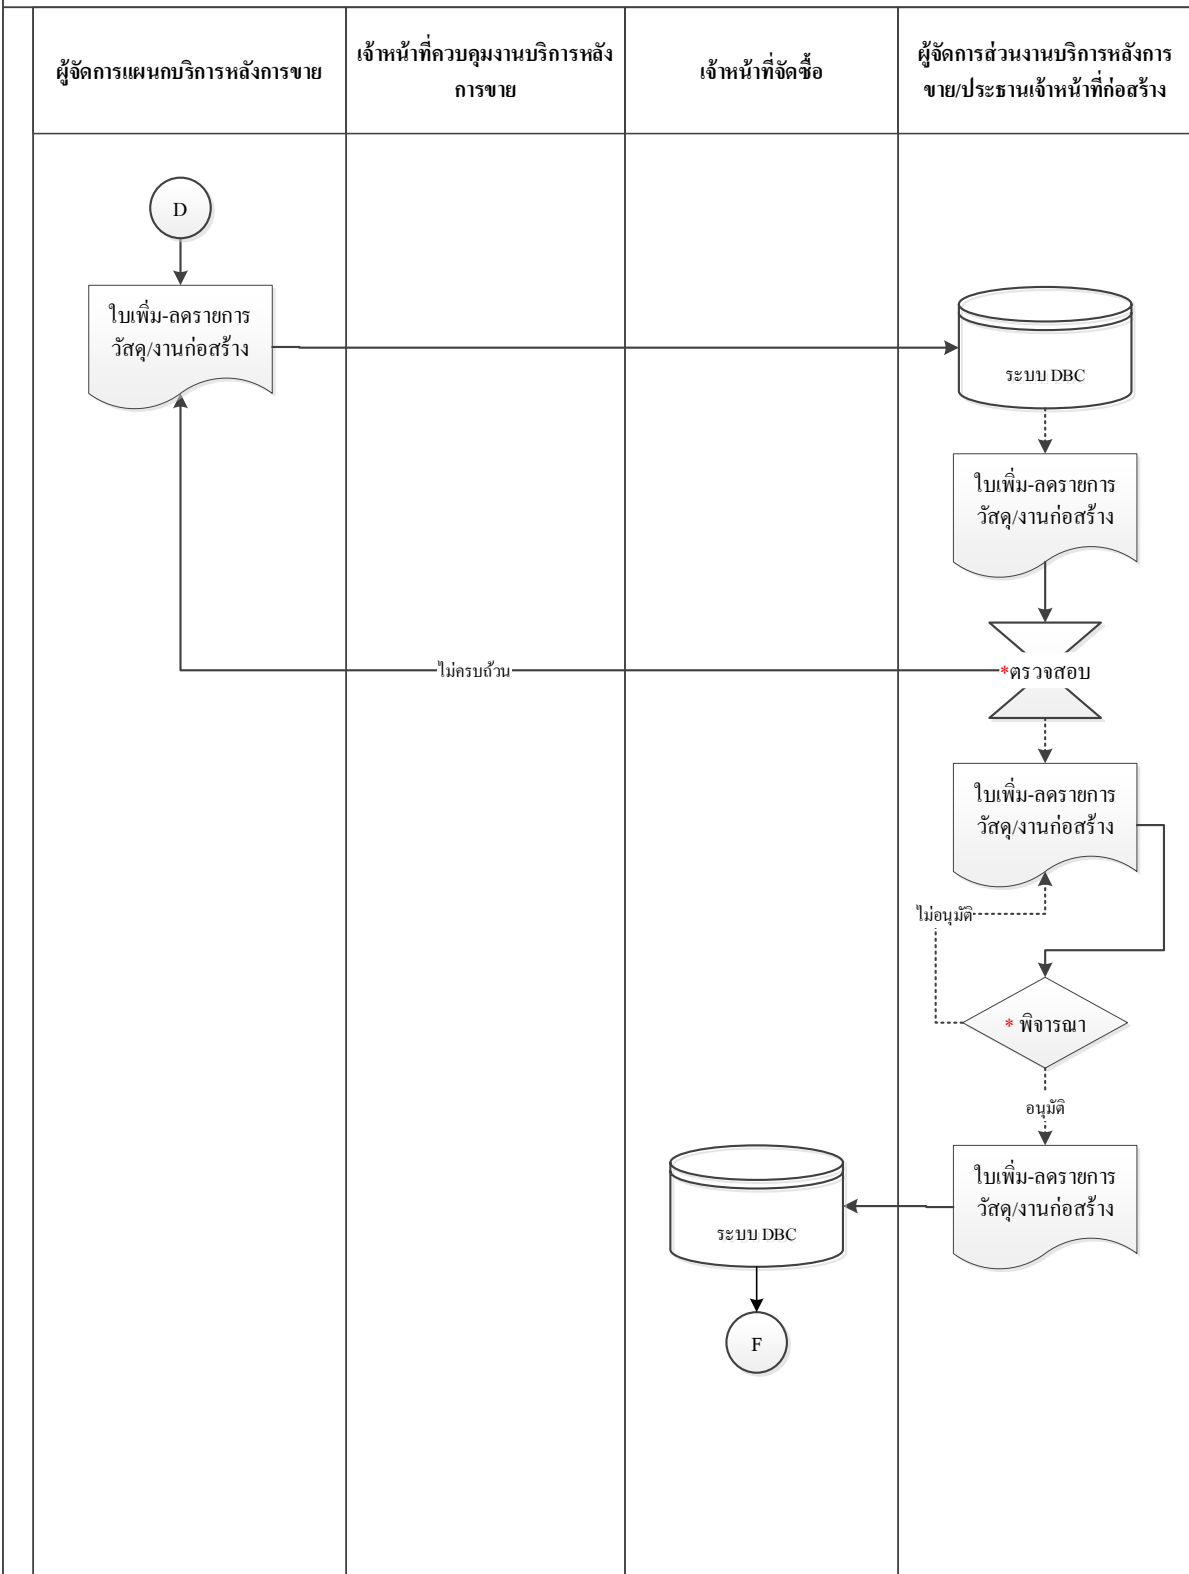 ผู้จัดการแผนกบริการหลังการขาย
เจ้าหน้าที่ควบคุมงานบริการหลัง
การขาย
เจ้าหน้าที่จัดซื้อ
ผู้จัดการส่วนงานบริการหลังการ
ขาย/ประธานเจ้าหน้าที่ก่อสร้าง
D
ใบเพิ่ม-ลดรายการ
วัสดุ/งานก่อสร้าง
ระบบ DBC
ใบเพิ่ม-ลดรายการ
วัสดุ/งานก่อสร้าง
ไม่ครบถ้วน
*ตรวจสอบ
ใบเพิ่ม-ลดรายการ
วัสดุ/งานก่อสร้าง
ไม่อนุมัติ
* พิจารณา
อนุมัติ
ใบเพิ่ม-ลดรายการ
วัสดุ/งานก่อสร้าง
ระบบ DBC
F